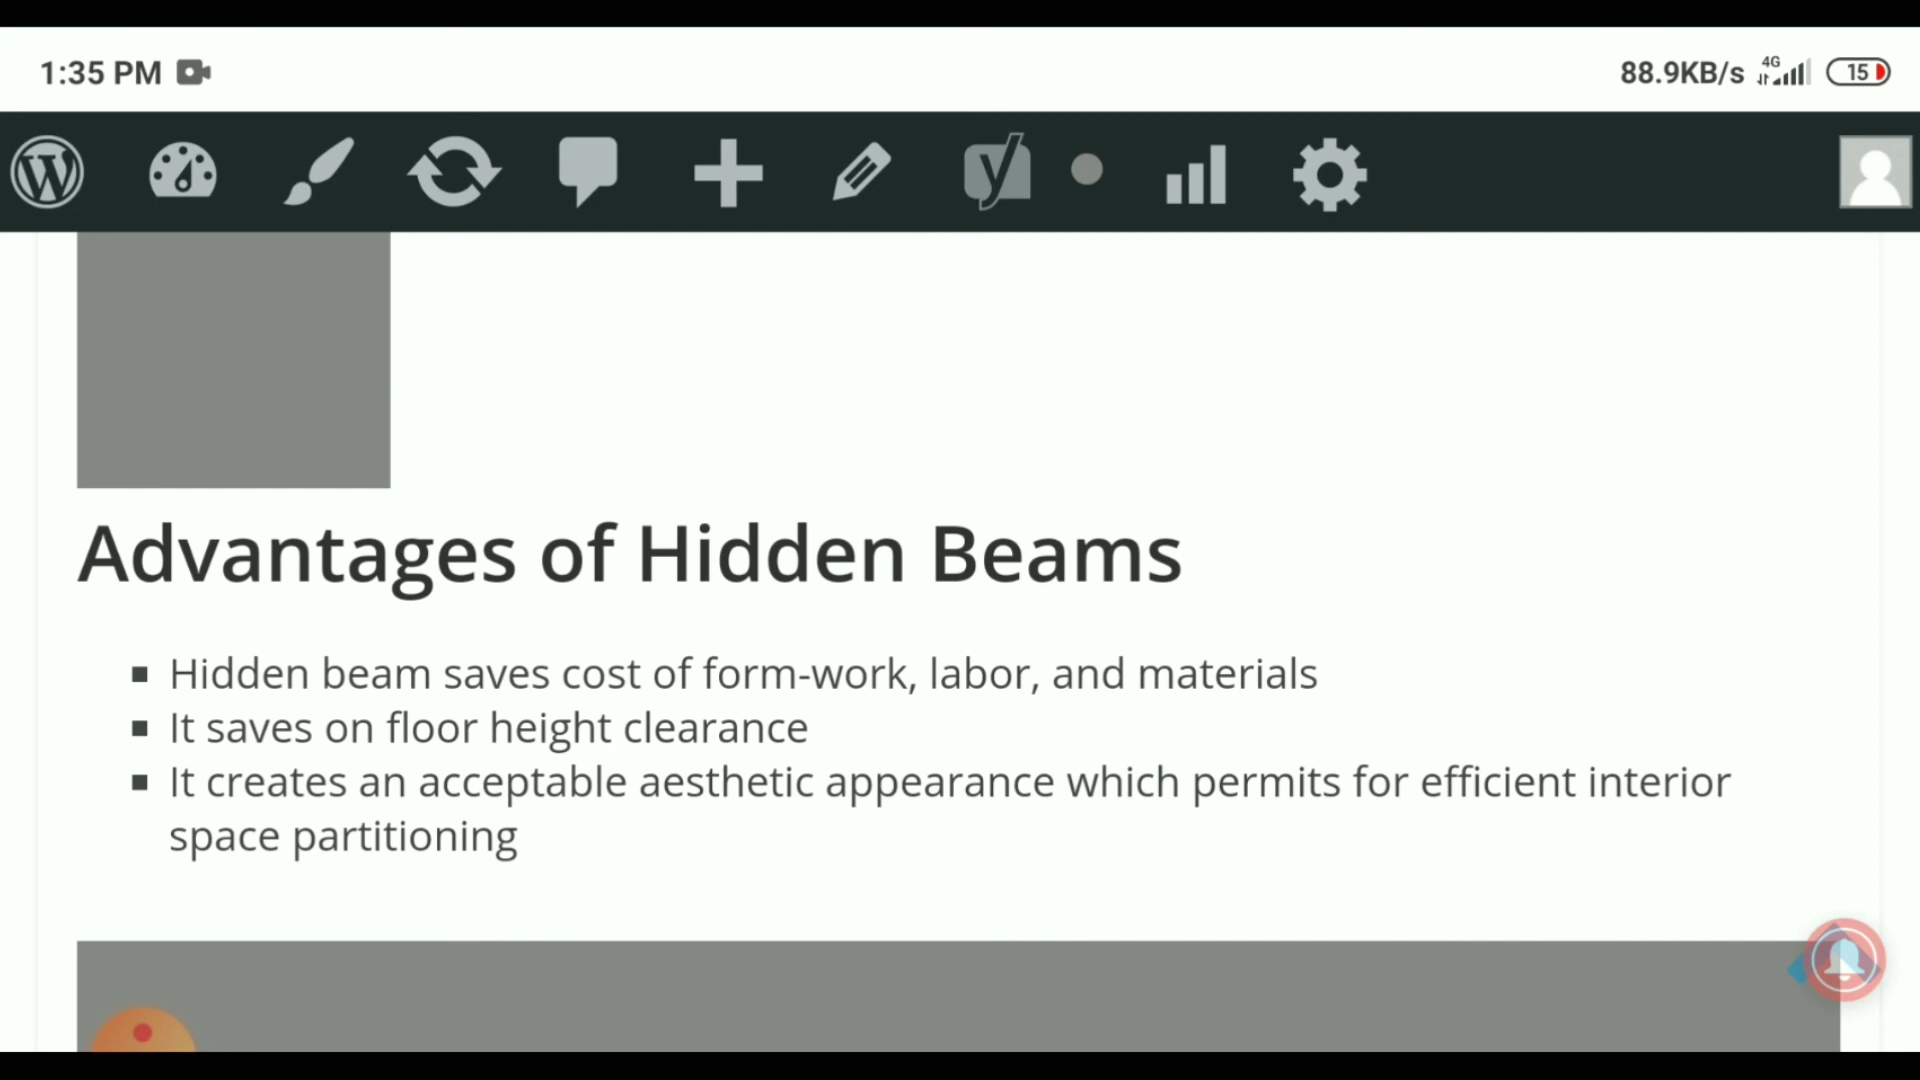 1:35 PM 88.9KB/s 4G 15
Advantages of Hidden Beams
Hidden beam saves cost of form-work, labor, and materials
It saves on floor height clearance
It creates an acceptable aesthetic appearance which permits for efficient interior
space partitioning